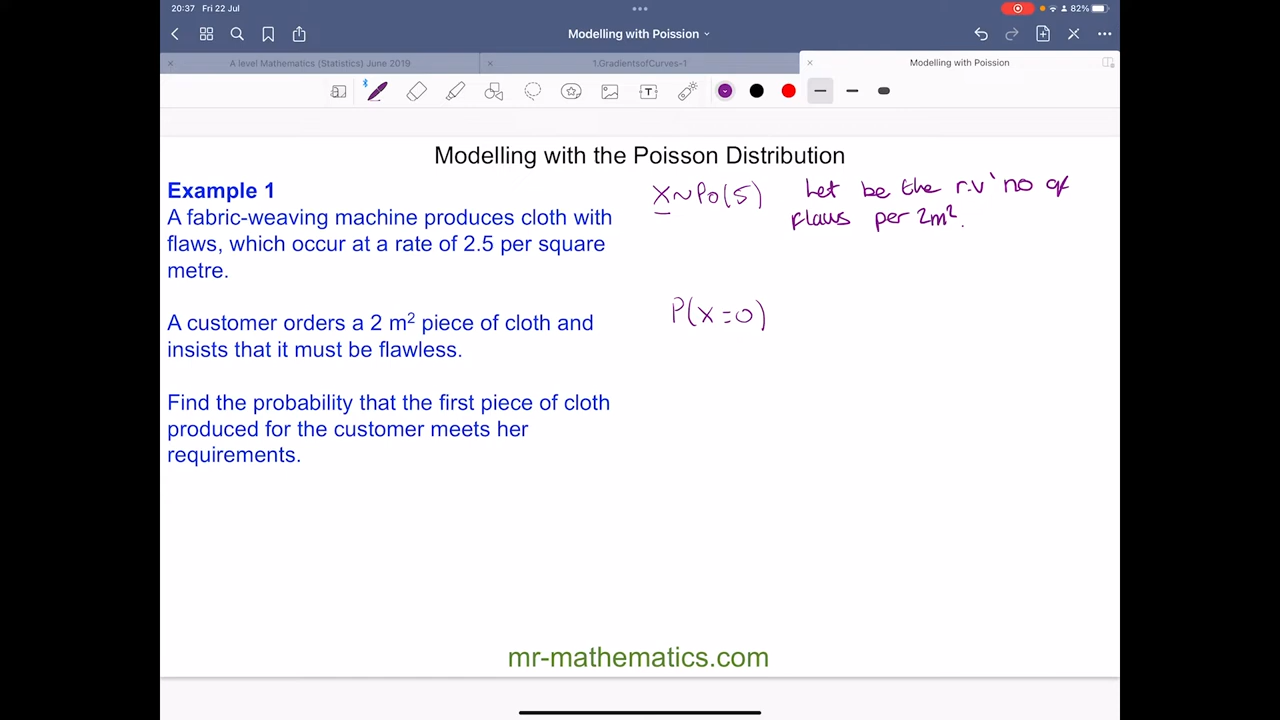 20:37 Fri 22 Jul
82%
Modelling with Poission
A level Mathematics (Statistics) June 2019
1.GradientsofCurves-1
Modelling with Poission
Modelling with the Poisson Distribution
Example 1
A fabric-weaving machine produces cloth with
flaws, which occur at a rate of 2.5 per square
metre.
A customer orders a 2 m² piece of cloth and
insists that it must be flawless.
Find the probability that the first piece of cloth
produced for the customer meets her
requirements.
X~Po(5)
Let be the r.v' no of
flaws per 2m².
P(X=0)
mr-mathematics.com